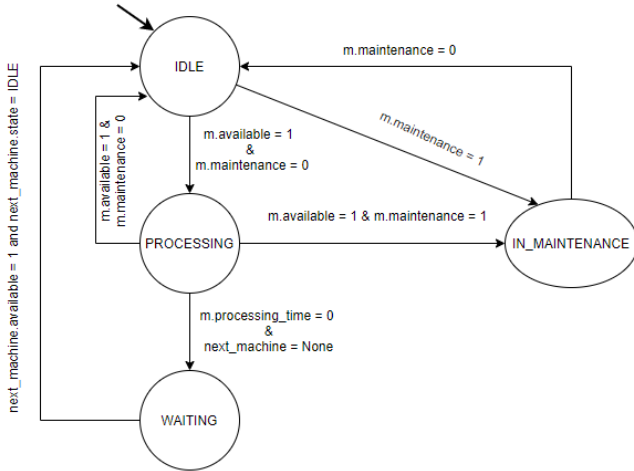 m.maintenance = 0
IDLE
next_machine.available = 1 and next_machine.state = IDLE
m.available = 1 &
m.maintenance = 0
m.available = 1
&
m.maintenance = 0
m.maintenance = 1
PROCESSING
m.available = 1 & m.maintenance = 1
IN_MAINTENANCE
m.processing_time = 0
&
next_machine = None
WAITING